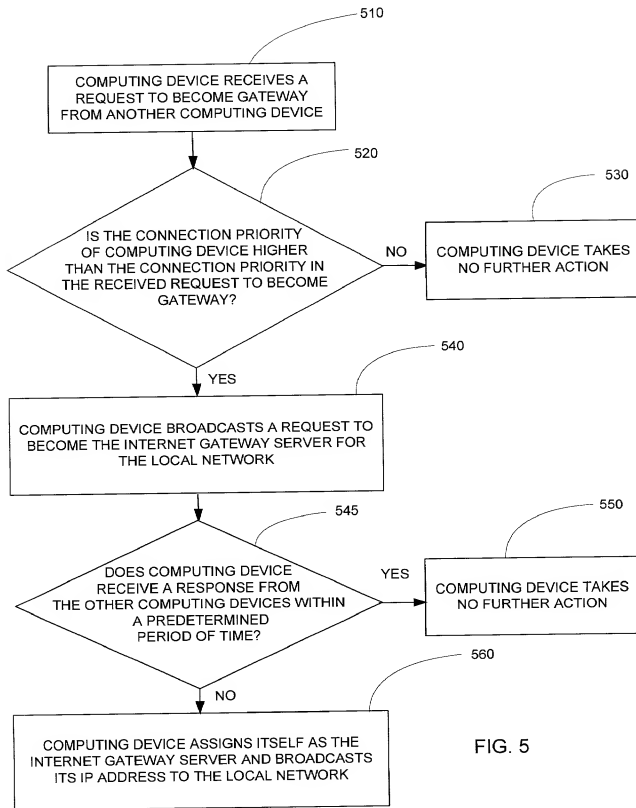 510
COMPUTING DEVICE RECEIVES A
REQUEST TO BECOME GATEWAY
FROM ANOTHER COMPUTING DEVICE
520
IS THE CONNECTION PRIORITY
OF COMPUTING DEVICE HIGHER
THAN THE CONNECTION PRIORITY IN
THE RECEIVED REQUEST TO BECOME
GATEWAY?
NO
530
COMPUTING DEVICE TAKES
NO FURTHER ACTION
YES
540
COMPUTING DEVICE BROADCASTS A REQUEST TO
BECOME THE INTERNET GATEWAY SERVER FOR
THE LOCAL NETWORK
545
DOES COMPUTING DEVICE
RECEIVE A RESPONSE FROM
THE OTHER COMPUTING DEVICES WITHIN
A PREDETERMINED
PERIOD OF TIME?
YES
550
COMPUTING DEVICE TAKES
NO FURTHER ACTION
NO
560
COMPUTING DEVICE ASSIGNS ITSELF AS THE
INTERNET GATEWAY SERVER AND BROADCASTS
ITS IP ADDRESS TO THE LOCAL NETWORK
FIG. 5